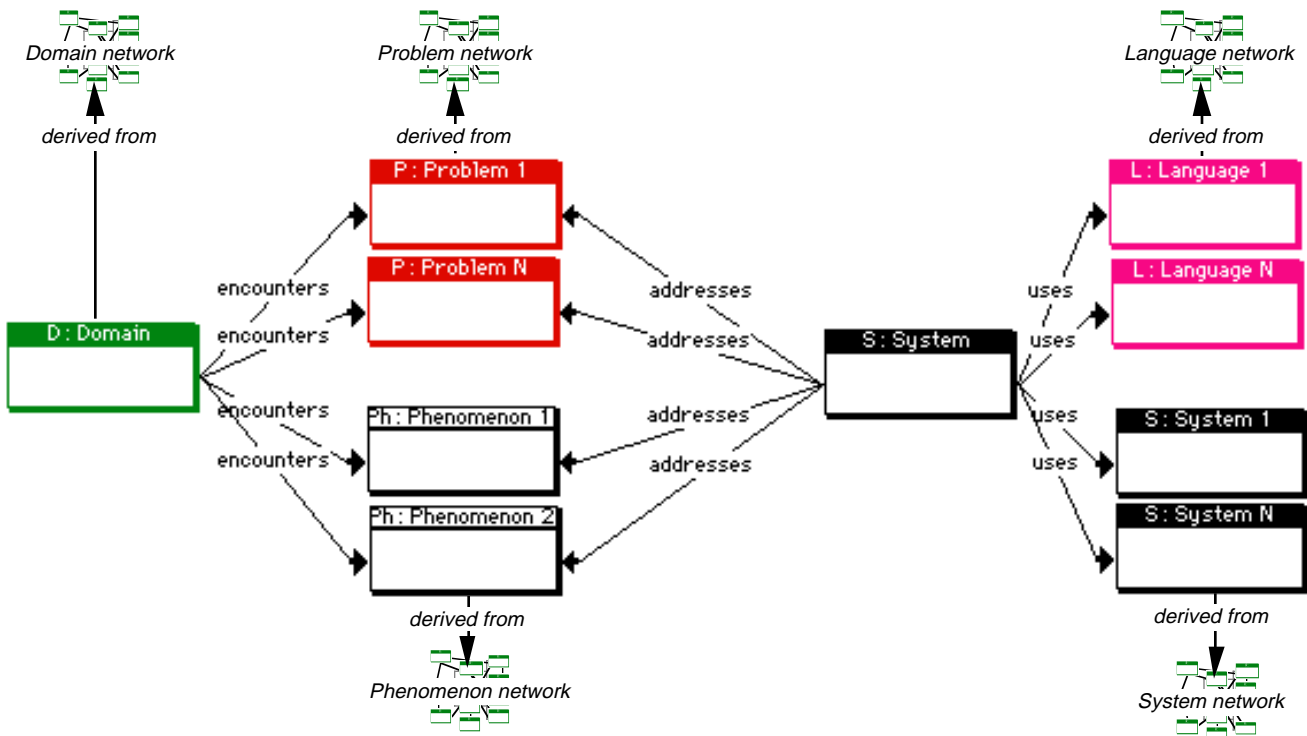 Domain network
Problem network
Language network
derived from
derived from
derived from
P : Problem 1
L : Language 1
P : Problem N
L : Language N
encounters
addresses
uses
D : Domain
encounters
addresses
S : System
uses
encounters
Ph : Phenomenon 1
addresses
uses
S : System 1
encounters
addresses
uses
Ph : Phenomenon 2
S : System N
derived from
derived from
Phenomenon network
System network